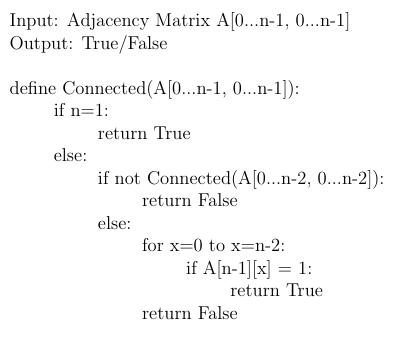 Input: Adjacency Matrix A[0...n-1, 0...n-1]
Output: True/False
define Connected(A[0...n-1, 0...n-1]):
if n=1:
return True
else:
if not Connected(A[0...n-2, 0...n-2]):
return False
else:
for x=0 to x=n-2:
if A[n-1][x] = 1:
return True
return False